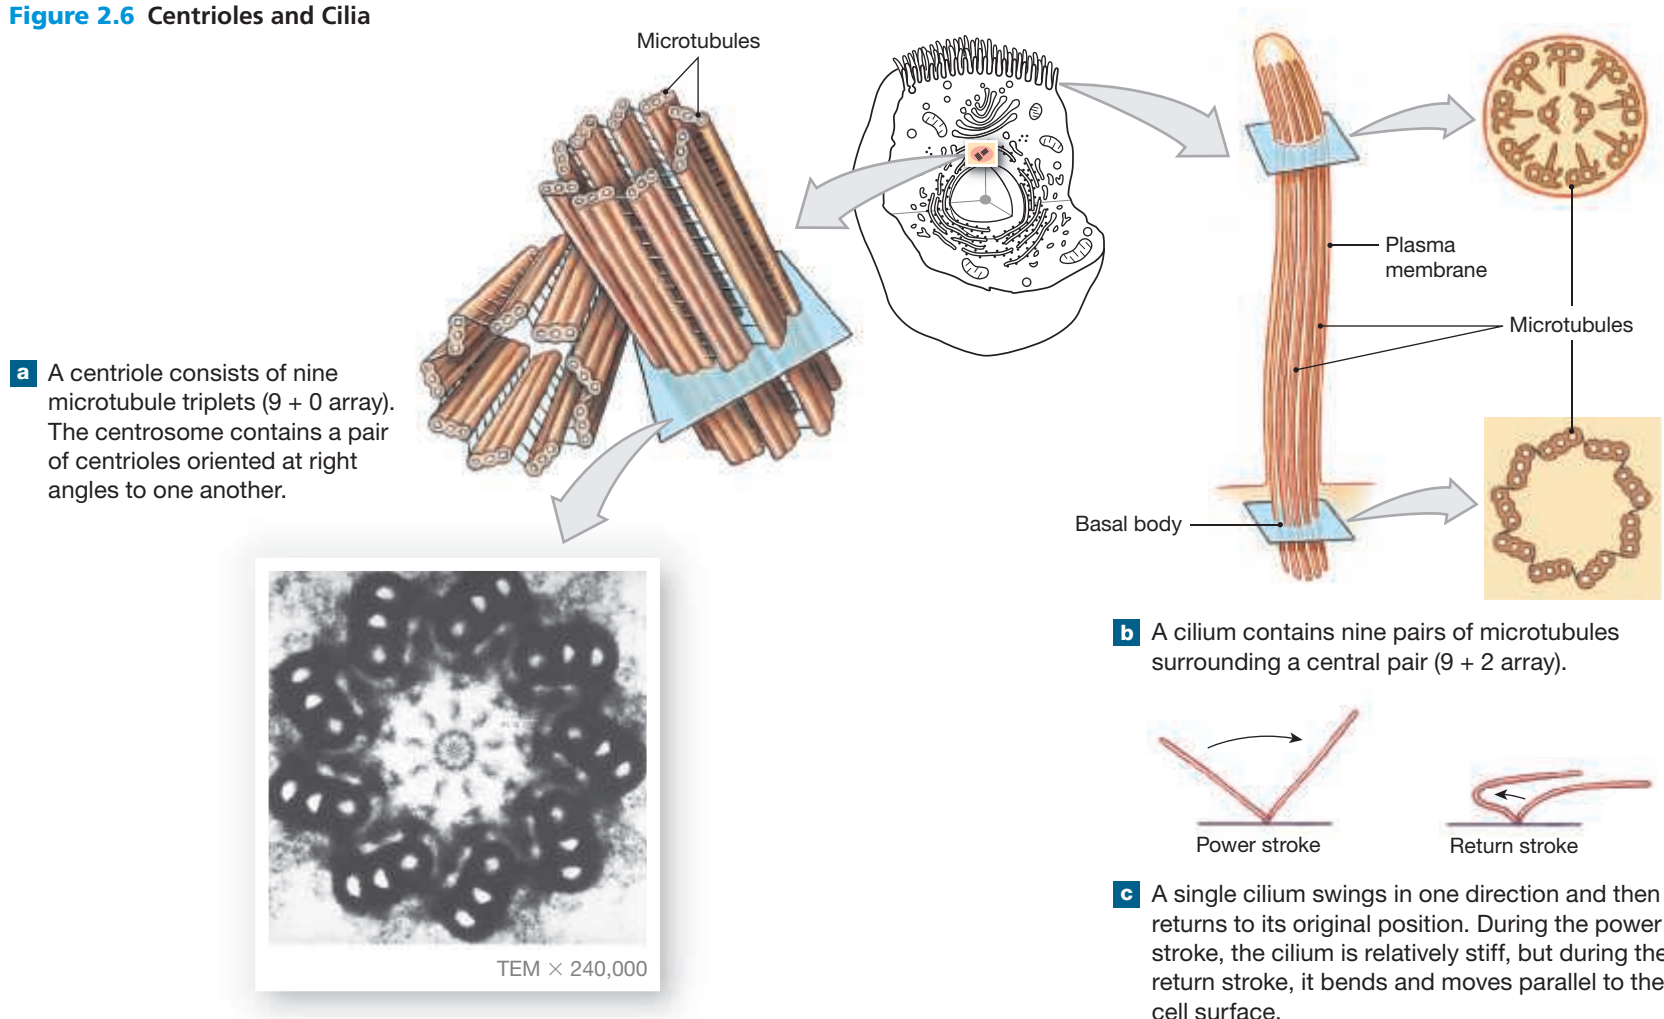 Figure 2.6 Centrioles and Cilia
Microtubules
a A centriole consists of nine
microtubule triplets (9 + 0 array).
The centrosome contains a pair
of centrioles oriented at right
angles to one another.
TEM × 240,000
Plasma
membrane
Microtubules
Basal body
b A cilium contains nine pairs of microtubules
surrounding a central pair (9 + 2 array).
Power stroke
Return stroke
c A single cilium swings in one direction and then
returns to its original position. During the power
stroke, the cilium is relatively stiff, but during the
return stroke, it bends and moves parallel to the
cell surface.